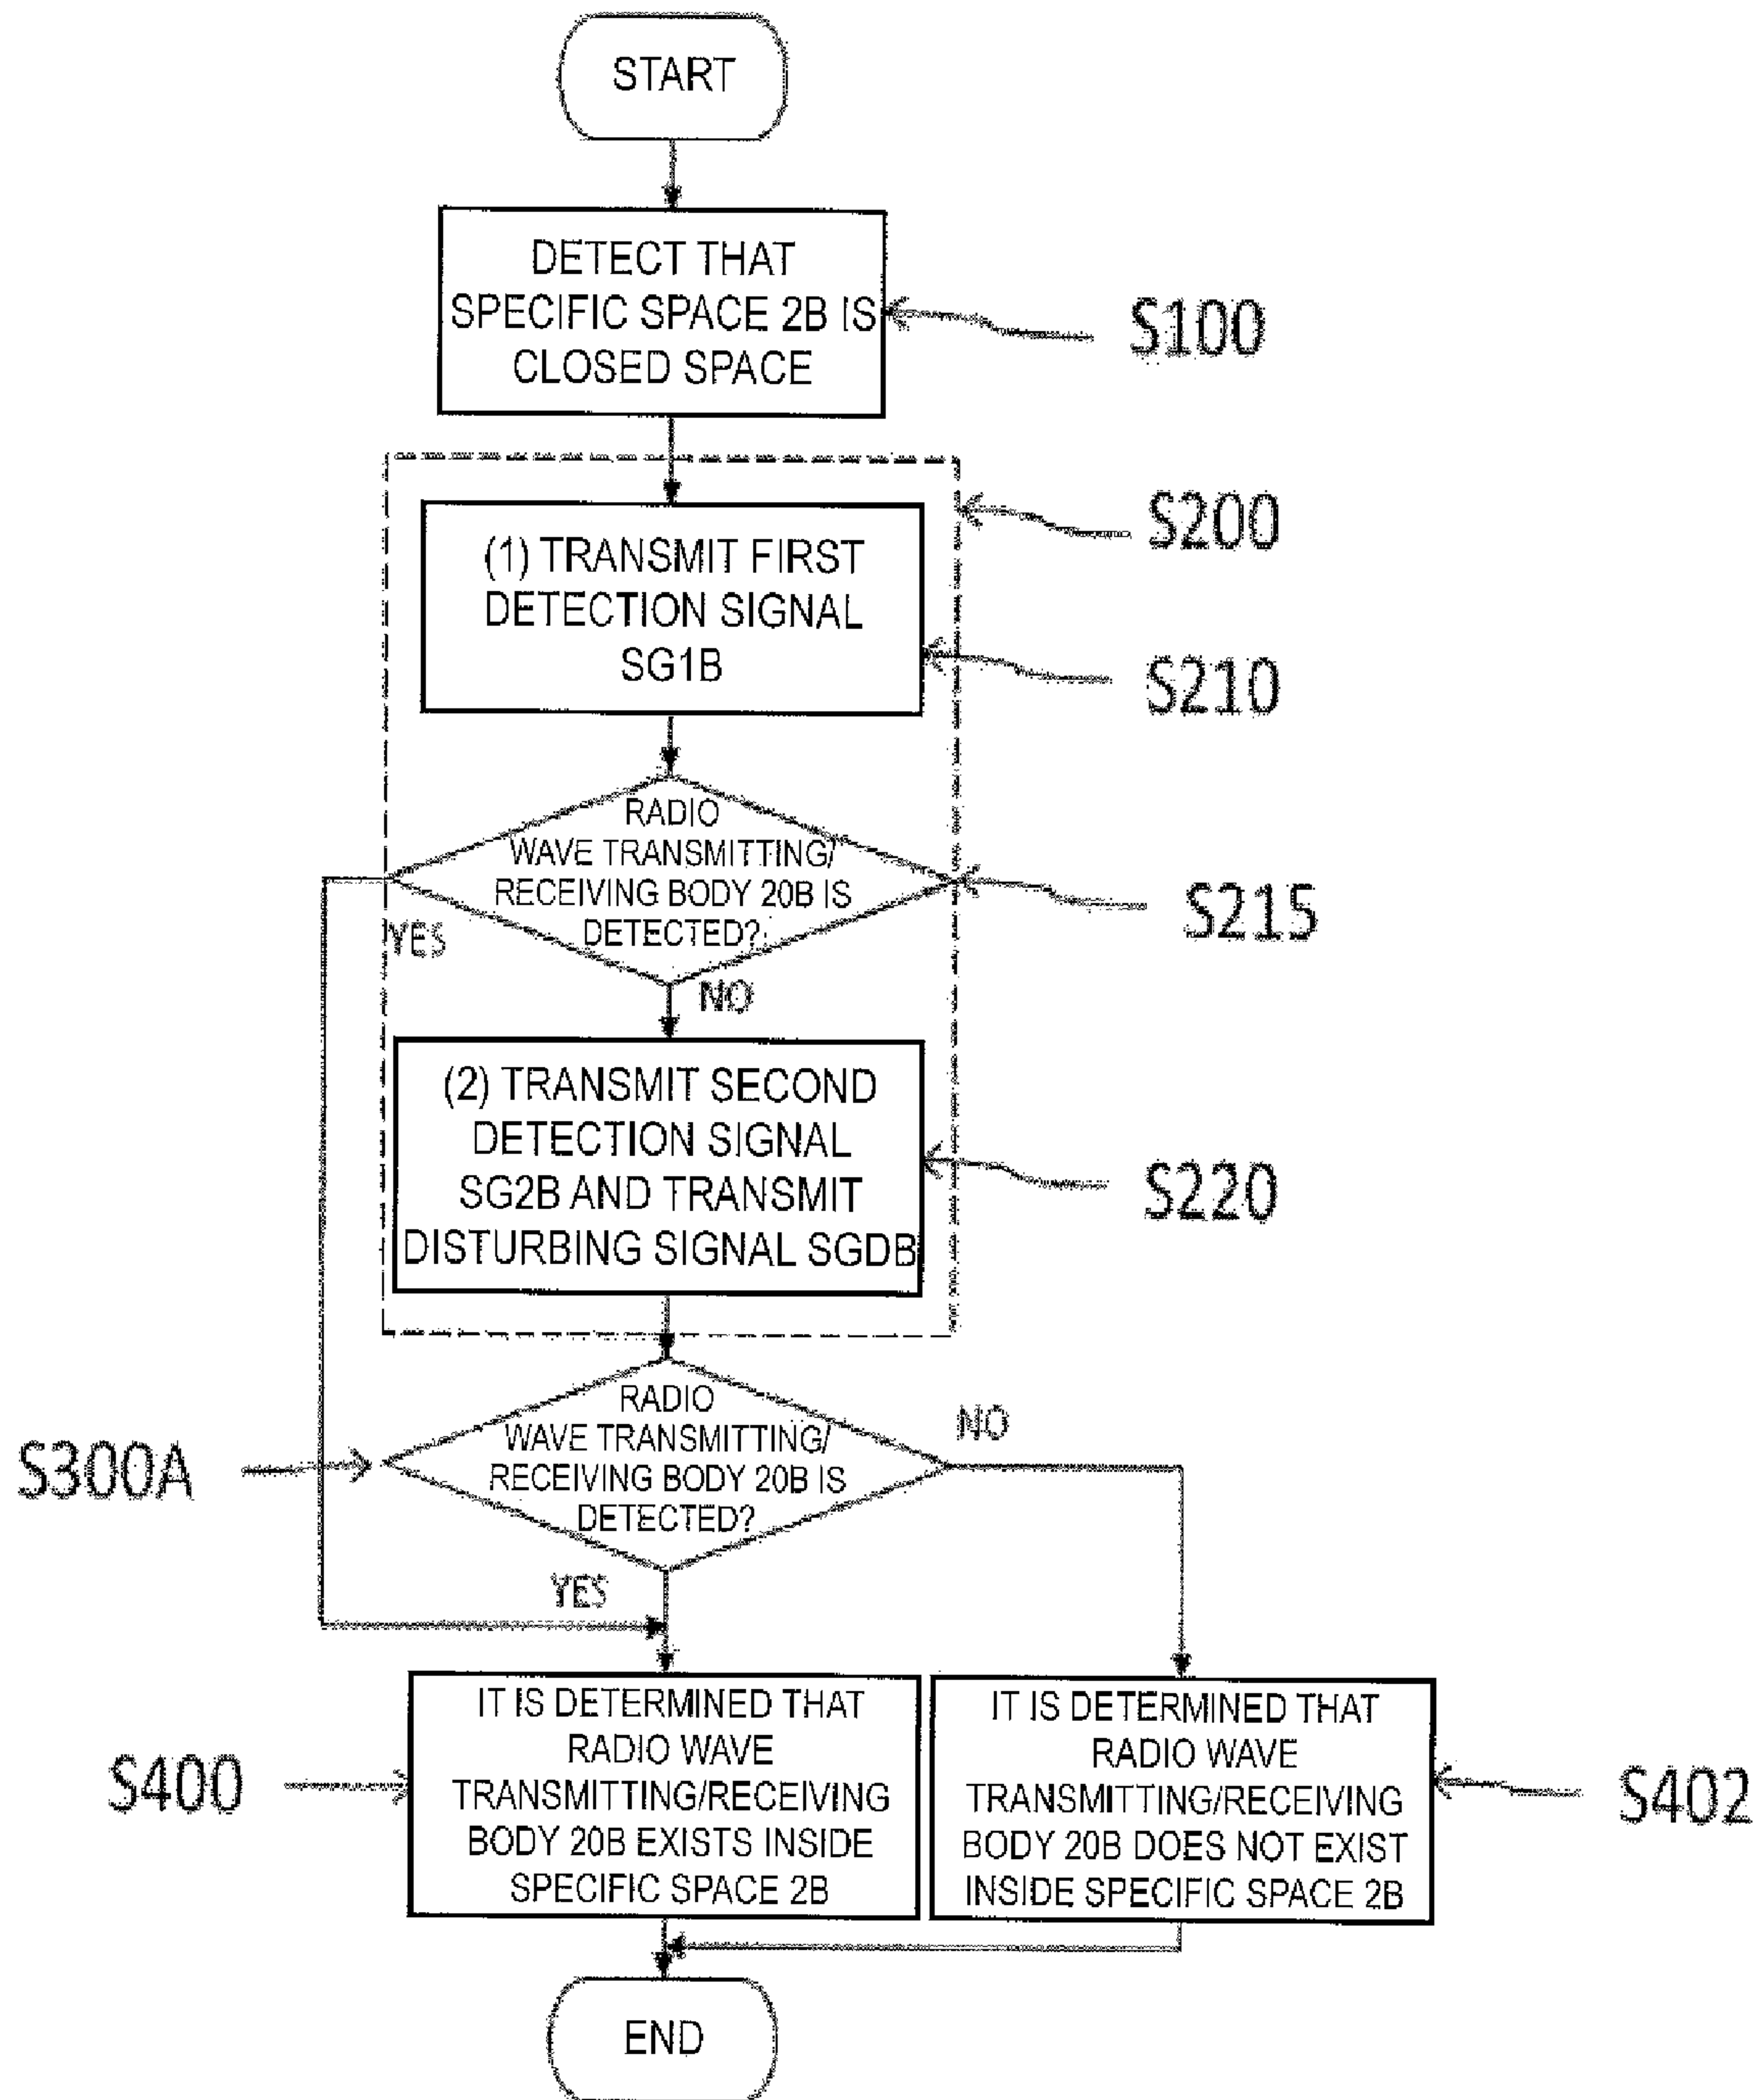 START
DETECT THAT
SPECIFIC SPACE 2B IS
CLOSED SPACE
S100
S200
(1) TRANSMIT FIRST
DETECTION SIGNAL
SG1B
S210
RADIO
WAVE TRANSMITTING/
RECEIVING BODY 20B IS
DETECTED?
S215
YES
NO
(2) TRANSMIT SECOND
DETECTION SIGNAL
SG2B AND TRANSMIT
DISTURBING SIGNAL SGDB
S220
RADIO
WAVE TRANSMITTING/
RECEIVING BODY 20B IS
DETECTED?
NO
S300A
YES
IT IS DETERMINED THAT
RADIO WAVE
TRANSMITTING/RECEIVING
BODY 20B EXISTS INSIDE
SPECIFIC SPACE 2B
S400
IT IS DETERMINED THAT
RADIO WAVE
TRANSMITTING/RECEIVING
BODY 20B DOES NOT EXIST
INSIDE SPECIFIC SPACE 2B
S402
END